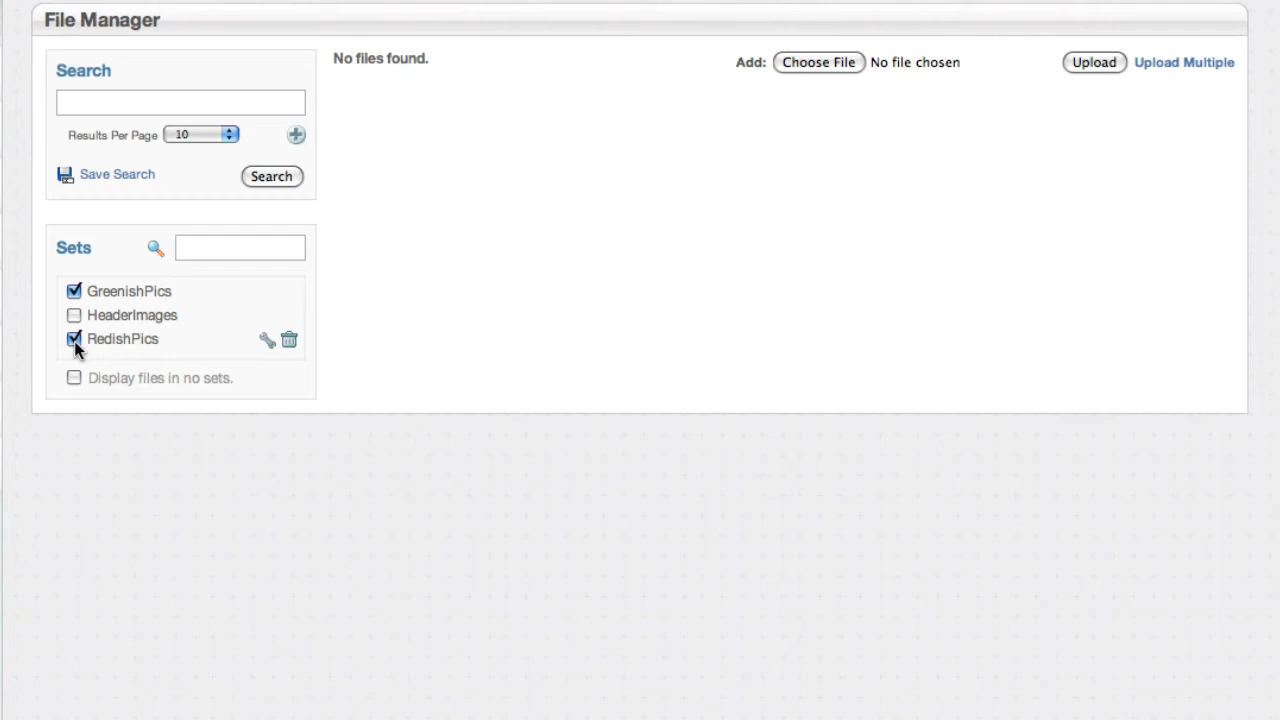 File Manager
Search
Results Per Page 10
Save Search Search
Sets
GreenishPics
HeaderImages
RedishPics
Display files in no sets.
No files found.
Add: Choose File No file chosen Upload Upload Multiple